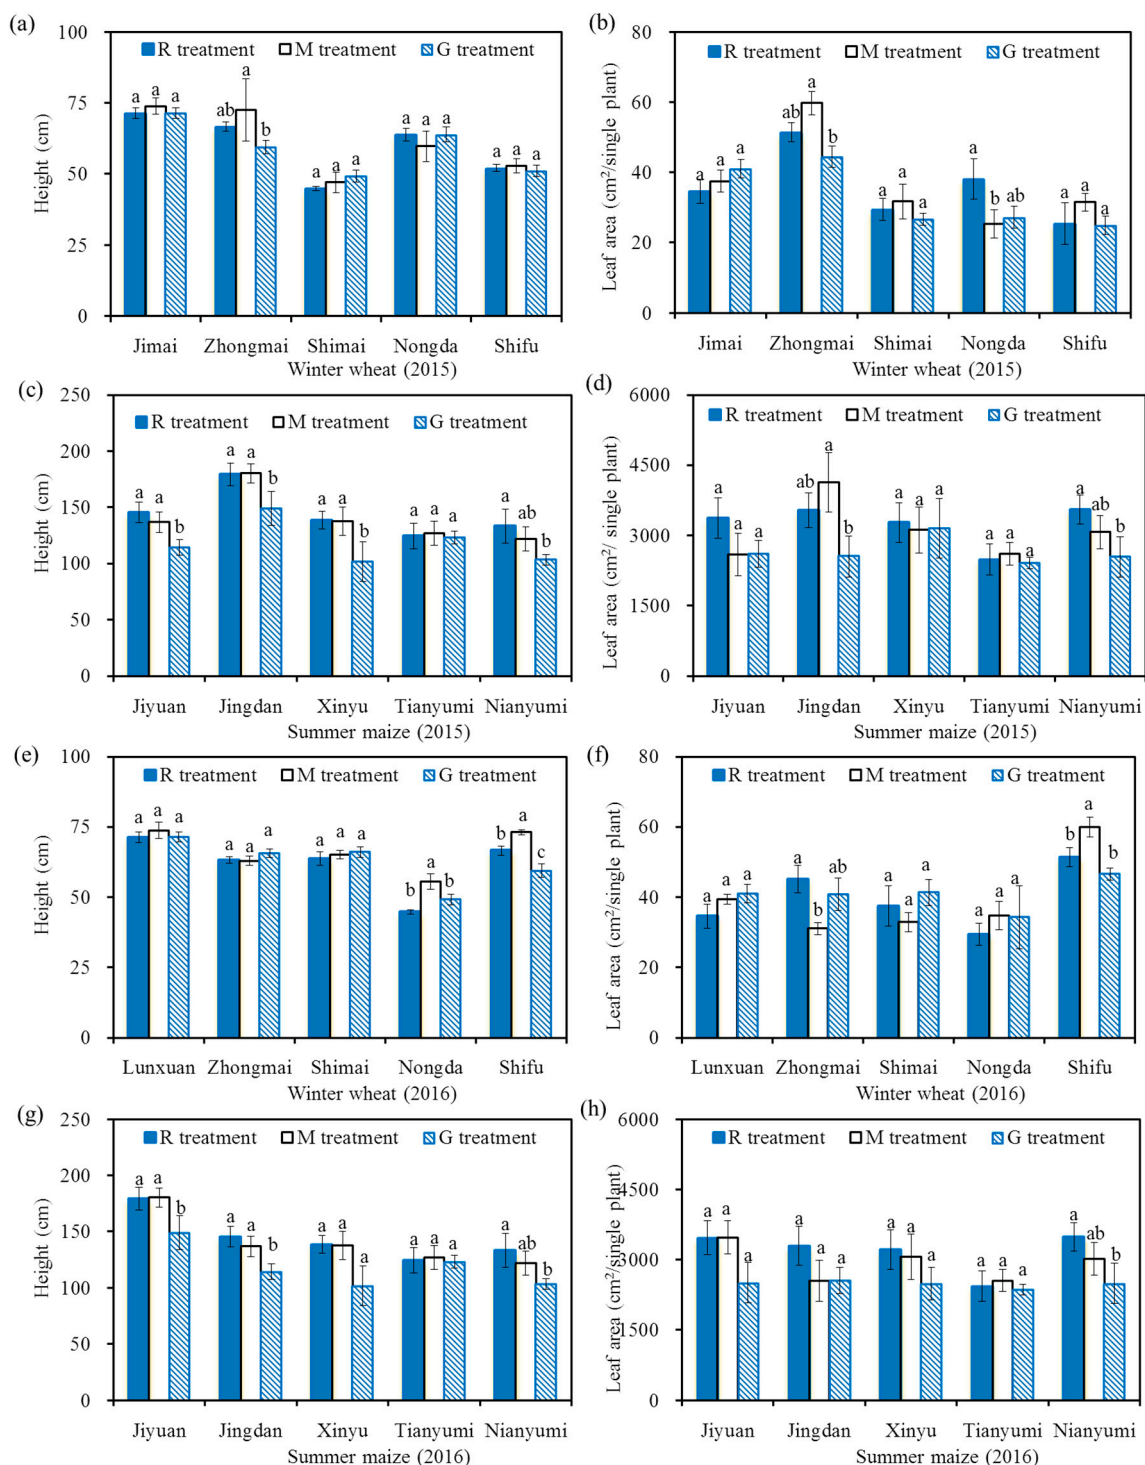 (a)
100
75
50
25
0
Height (cm)
R treatment M treatment G treatment
a a a ab a b a a a a a a a a a
Jimai Zhongmai Shimai Nongda Shifu
Winter wheat (2015)
(b)
80
60
40
20
0
Leaf area (cm²/single plant)
R treatment M treatment G treatment
a a a ab a b a a a a b ab a a a
Jimai Zhongmai Shimai Nongda Shifu
Winter wheat (2015)
(c)
250
200
150
100
50
0
Height (cm)
R treatment M treatment G treatment
a a b a a b a a b a a a a ab b
Jiyuan Jingdan Xinyu Tianyumi Nianyumi
Summer maize (2015)
(d)
6000
4500
3000
1500
0
Leaf area (cm²/ single plant)
R treatment M treatment G treatment
a a a ab a b a a a a a a a ab b
Jiyuan Jingdan Xinyu Tianyumi Nianyumi
Summer maize (2015)
(e)
100
75
50
25
0
Height (cm)
R treatment M treatment G treatment
a a a a a a a a a b a b b a c
Lunxuan Zhongmai Shimai Nongda Shifu
Winter wheat (2016)
(f)
80
60
40
20
0
Leaf area (cm²/single plant)
R treatment M treatment G treatment
a a a a b ab a a a a a a b a b
Lunxuan Zhongmai Shimai Nongda Shifu
Winter wheat (2016)
(g)
250
200
150
100
50
0
Height (cm)
R treatment M treatment G treatment
a a b a a b a a a a a a a ab b
Jiyuan Jingdan Xinyu Tianyumi Nianyumi
Summer maize (2016)
(h)
6000
4500
3000
1500
0
Leaf area (cm²/single plant)
R treatment M treatment G treatment
a a a a a a a a a a a a a ab b
Jiyuan Jingdan Xinyu Tianyumi Nianyumi
Summer maize (2016)